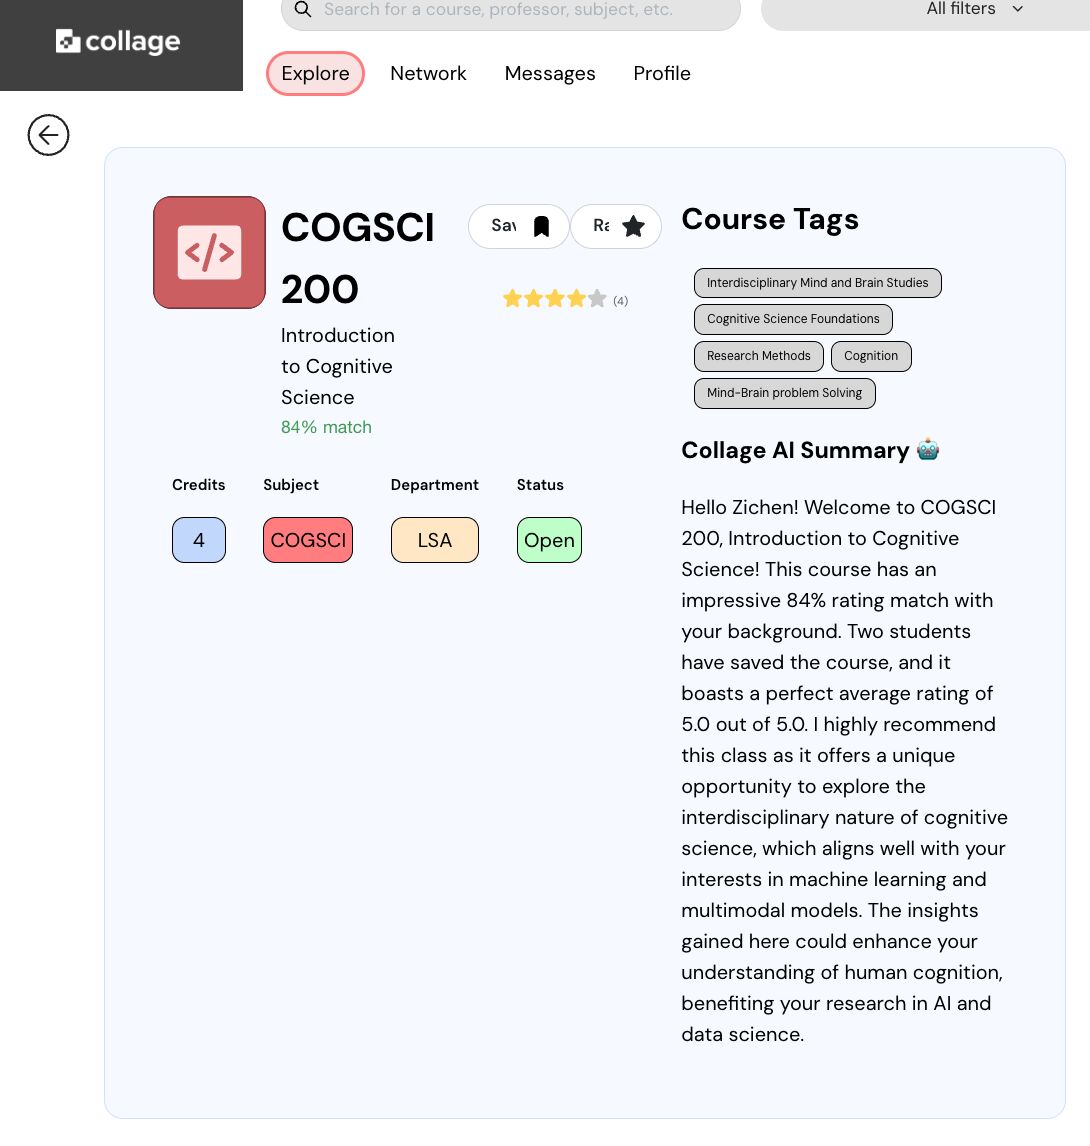 collage
Search for a course, professor, subject, etc.
All filters
Explore Network Messages Profile
COGSCI
200
Introduction
to Cognitive
Science
84% match
Sav
Ra
(4)
Credits Subject Department Status
4 COGSCI LSA Open
Course Tags
Interdisciplinary Mind and Brain Studies
Cognitive Science Foundations
Research Methods Cognition
Mind-Brain problem Solving
Collage AI Summary 🤖
Hello Zichen! Welcome to COGSCI
200, Introduction to Cognitive
Science! This course has an
impressive 84% rating match with
your background. Two students
have saved the course, and it
boasts a perfect average rating of
5.0 out of 5.0. I highly recommend
this class as it offers a unique
opportunity to explore the
interdisciplinary nature of cognitive
science, which aligns well with your
interests in machine learning and
multimodal models. The insights
gained here could enhance your
understanding of human cognition,
benefiting your research in AI and
data science.